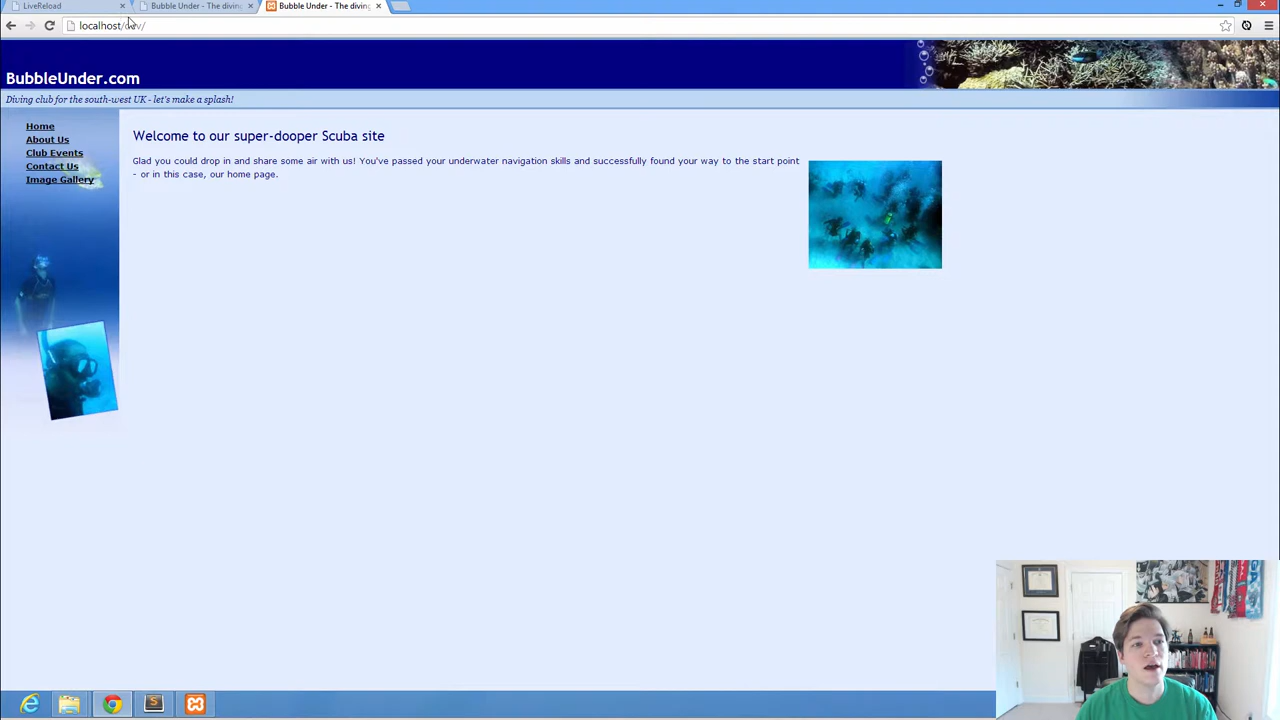 LiveReload
Bubble Under - The diving
Bubble Under - The diving
localhost/
BubbleUnder.com
Diving club for the south-west UK - let's make a splash!
Home
About Us
Club Events
Contact Us
Image Gallery
Welcome to our super-dooper Scuba site
Glad you could drop in and share some air with us! You've passed your underwater navigation skills and successfully found your way to the start point
- or in this case, our home page.